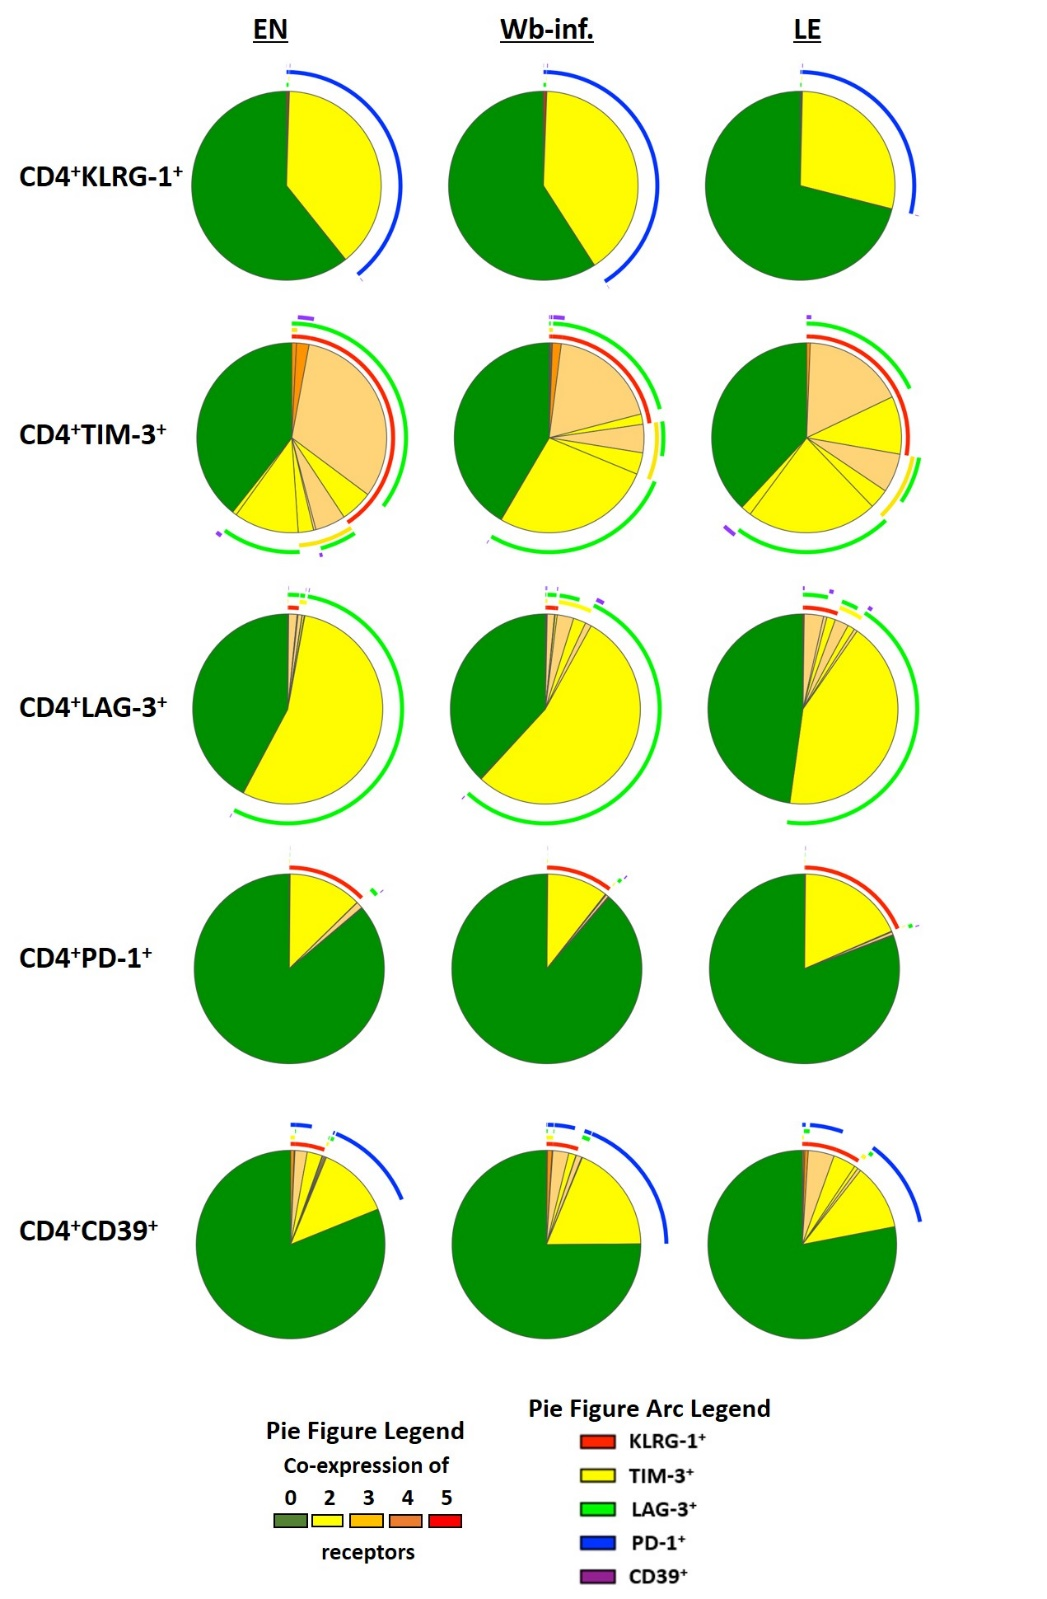 EN Wb-inf. LE
CD4⁺KLRG-1⁺
CD4⁺TIM-3⁺
CD4⁺LAG-3⁺
CD4⁺PD-1⁺
CD4⁺CD39⁺
Pie Figure Legend
Co-expression of
0 2 3 4 5
receptors
Pie Figure Arc Legend
KLRG-1⁺
TIM-3⁺
LAG-3⁺
PD-1⁺
CD39⁺